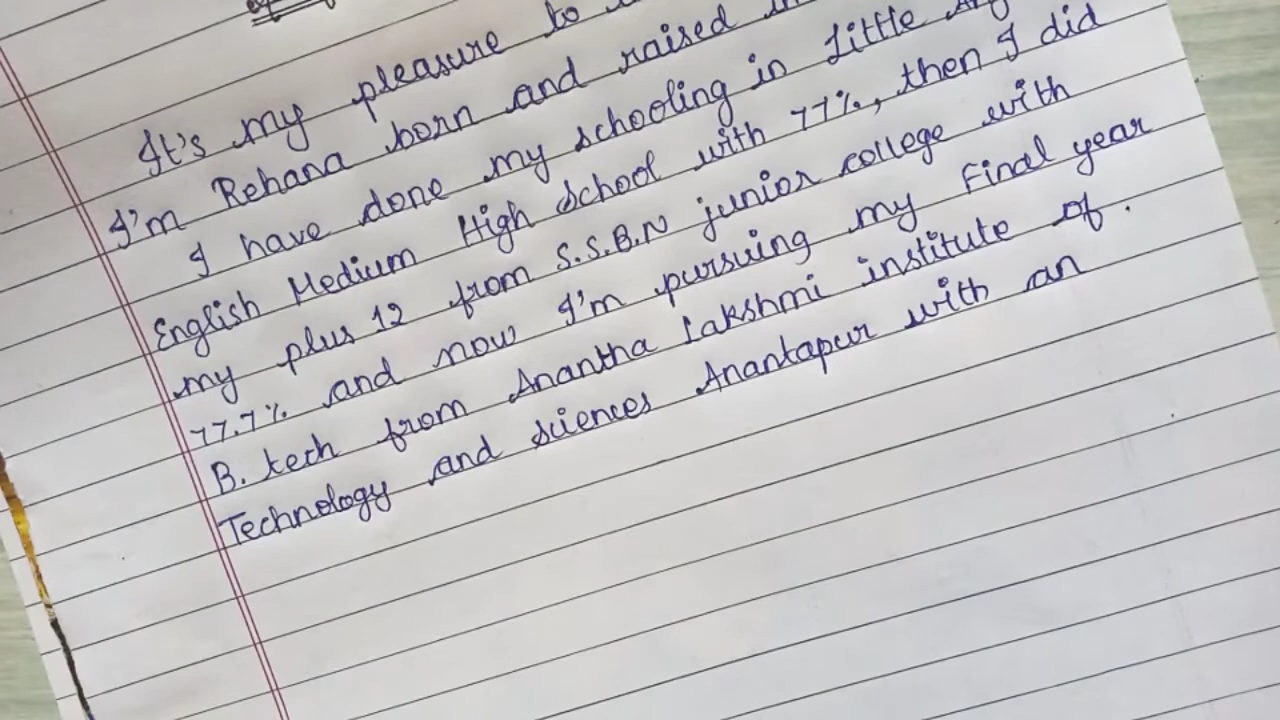 It's my pleasure to
I'm Rehana born and raised
I have done my schooling in Little
English Medium High School with 77%, then I did
my plus 12 from S.S.B.N junior college with
77.7% and now I'm pursuing my Final year
B. tech from Anantha Lakshmi institute of.
Technology and sciences Anantapur with an